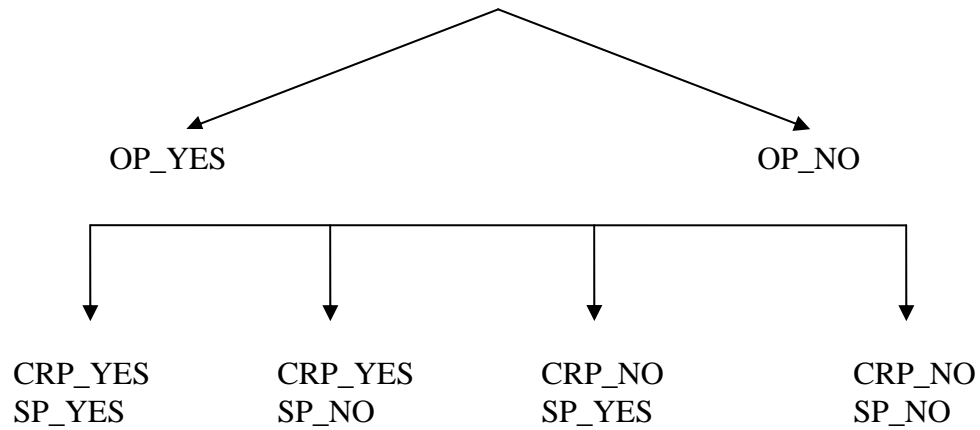 OP_YES OP_NO
CRP_YES CRP_YES CRP_NO CRP_NO
SP_YES SP_NO SP_YES SP_NO